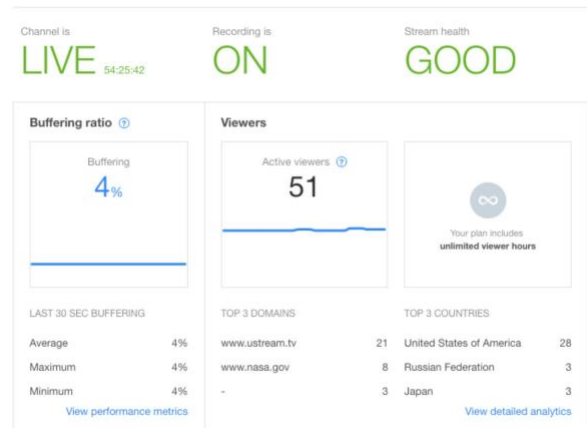 Channel is
LIVE 54:25:42
Recording is
ON
Stream health
GOOD
Buffering ratio ?
Buffering
4%
LAST 30 SEC BUFFERING
Average 4%
Maximum 4%
Minimum 4%
View performance metrics
Viewers
Active viewers ?
51
Your plan includes
unlimited viewer hours
TOP 3 DOMAINS
www.ustream.tv 21
www.nasa.gov 8
- 3
TOP 3 COUNTRIES
United States of America 28
Russian Federation 3
Japan 3
View detailed analytics